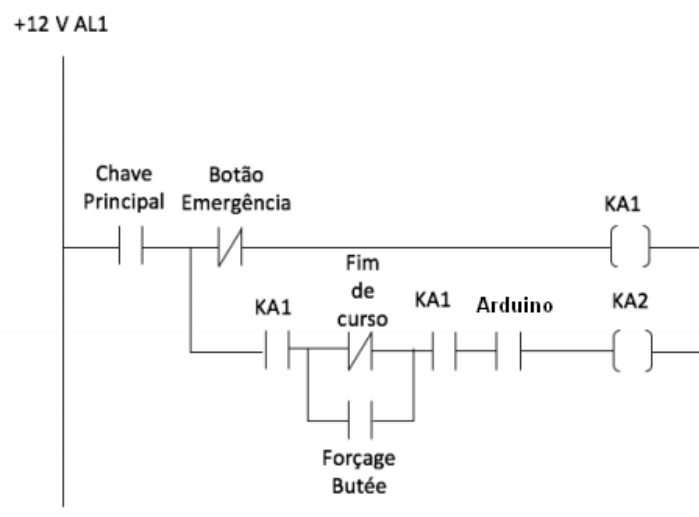 +12 V AL1
Chave
Principal
Botão
Emergência
KA1
Fim
de
curso
KA1
KA1
Arduino
KA2
Forçage
Butée